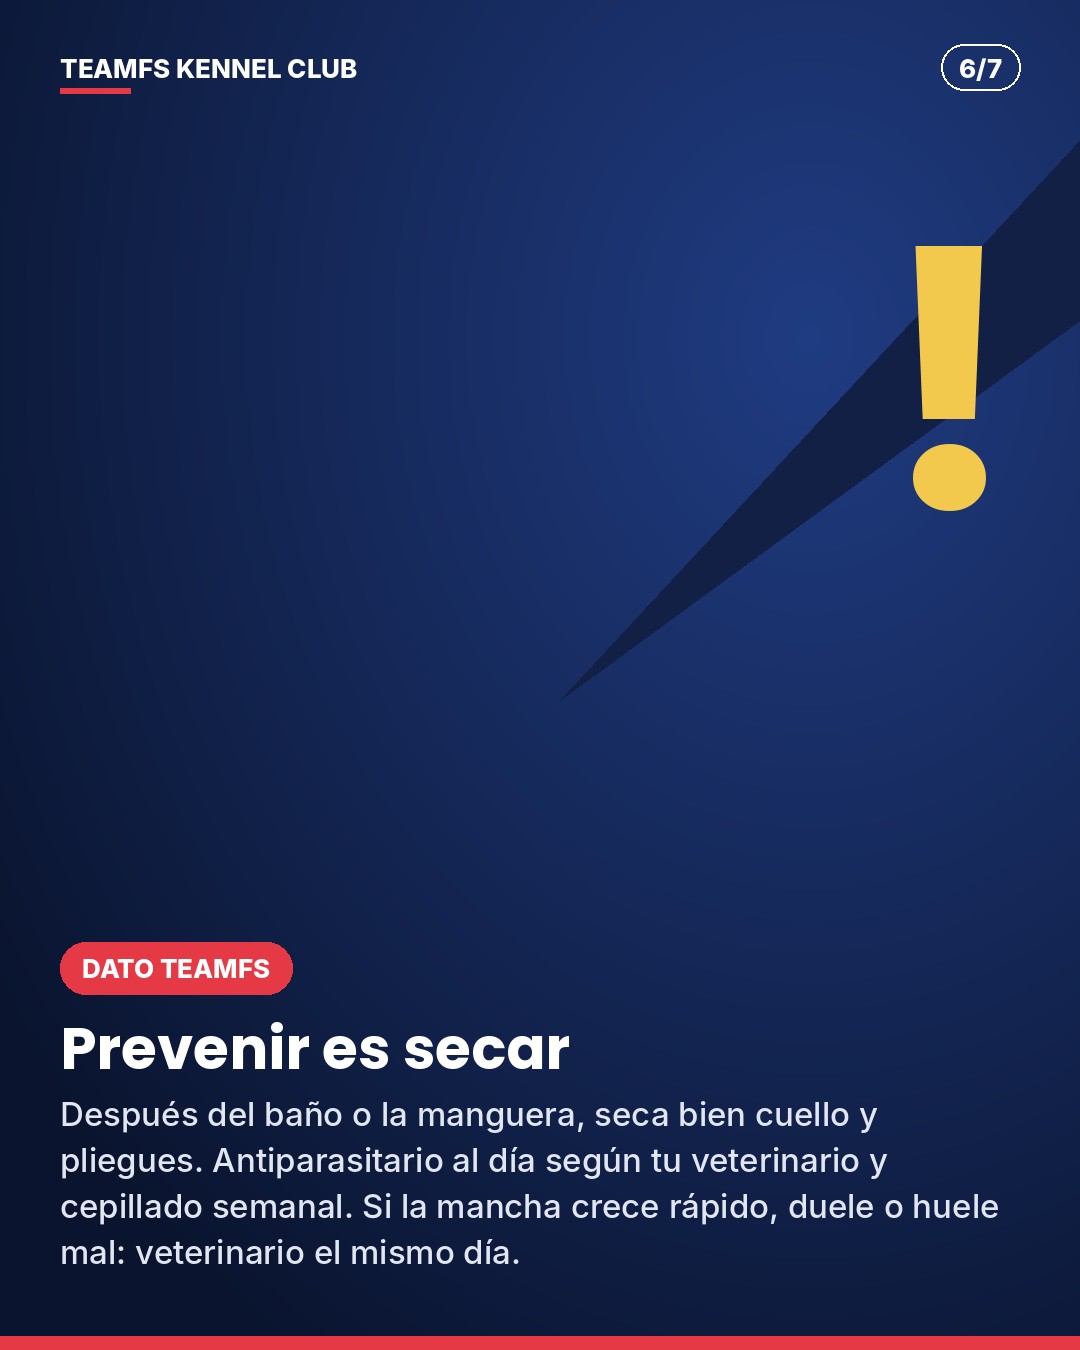 TEAMFS KENNEL CLUB
6/7
!
DATO TEAMFS
Prevenir es secar
Después del baño o la manguera, seca bien cuello y
pliegues. Antiparasitario al día según tu veterinario y
cepillado semanal. Si la mancha crece rápido, duele o huele
mal: veterinario el mismo día.